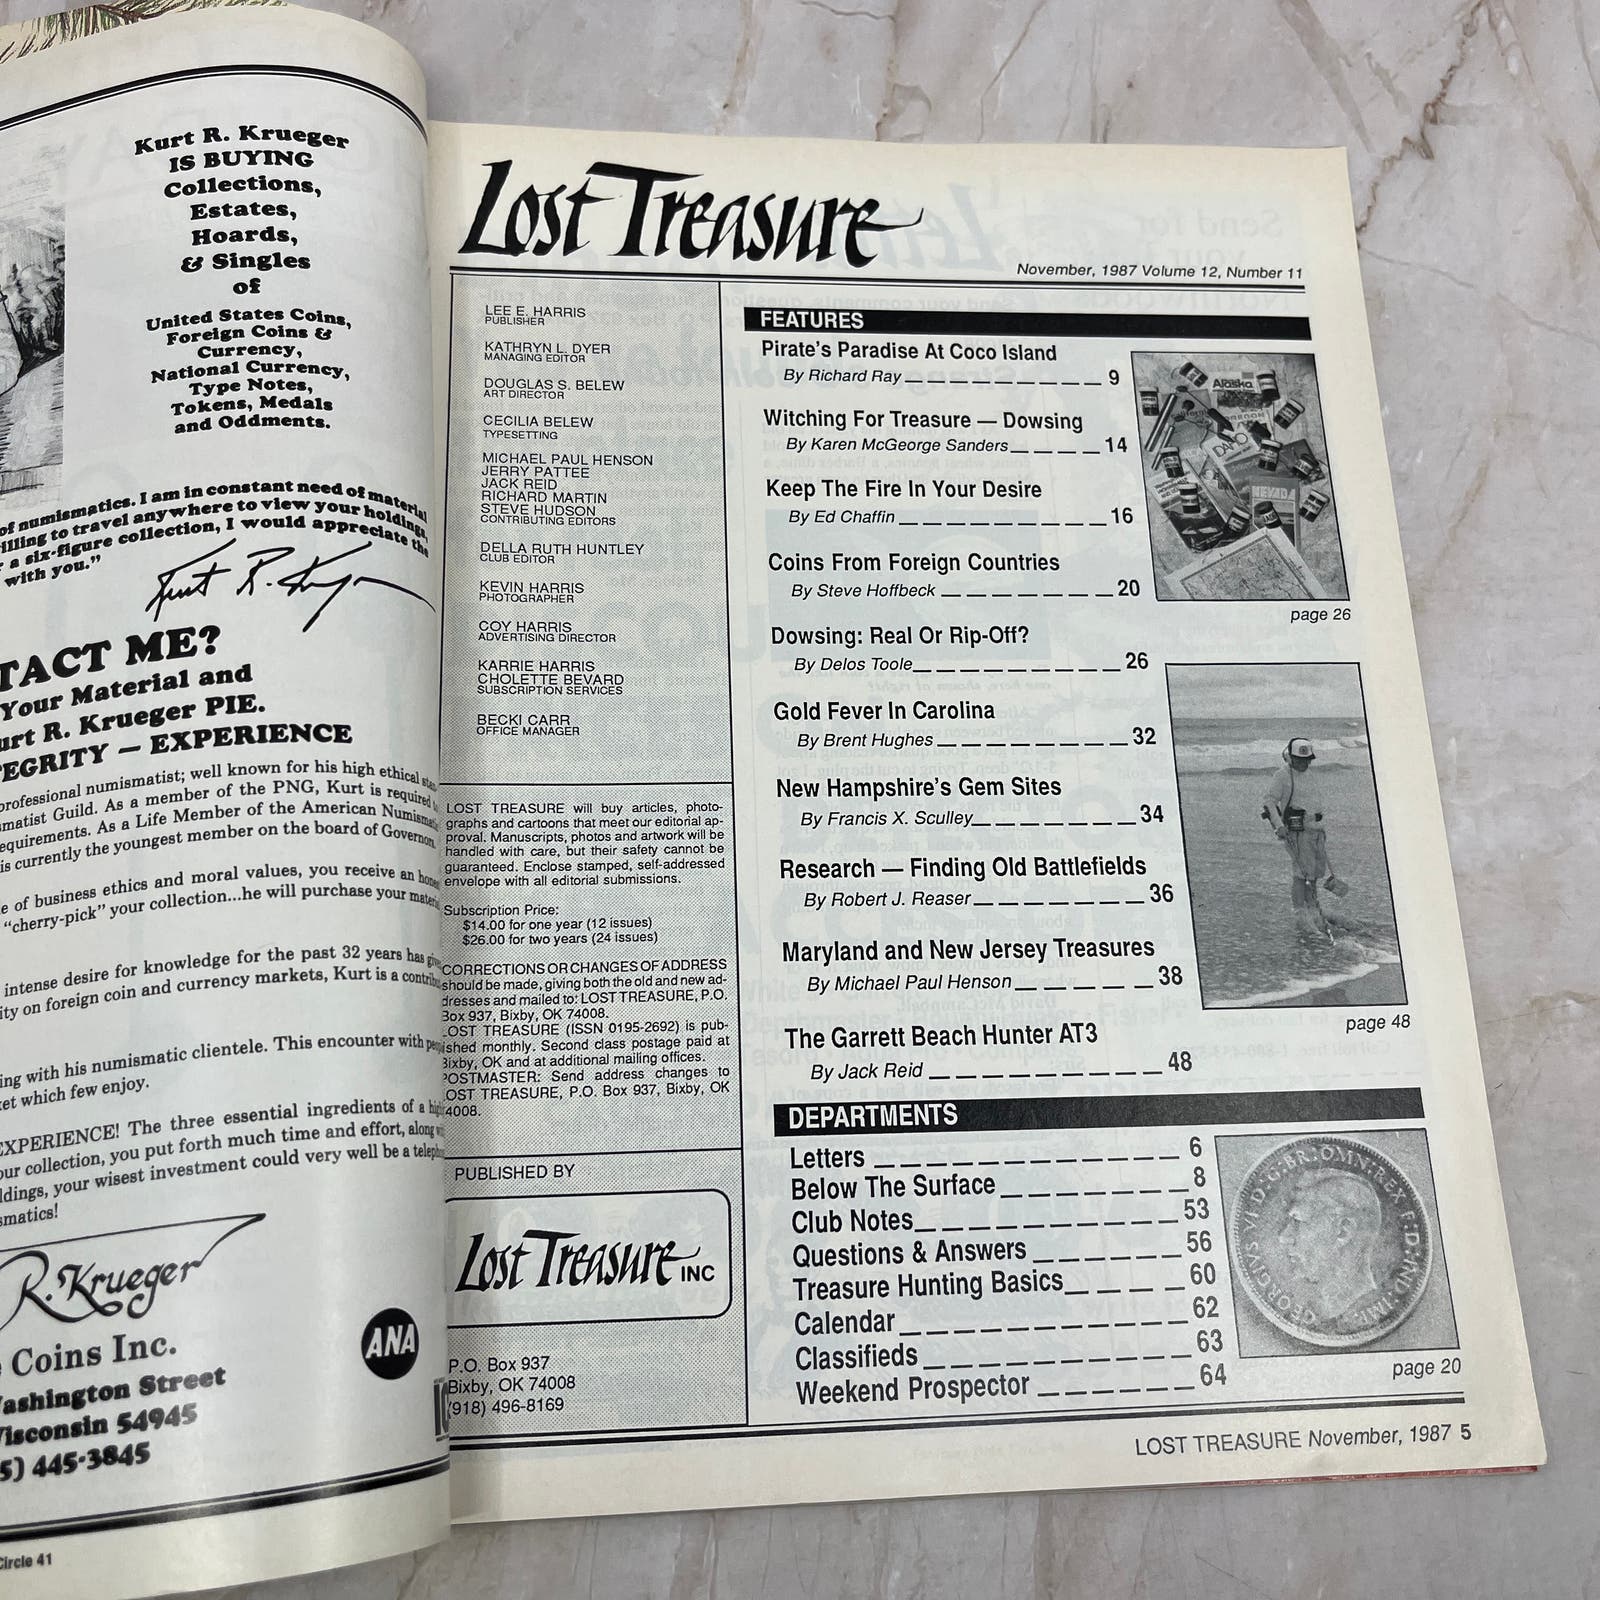 Kurt R. Krueger
IS BUYING
Collections,
Estates,
Hoards,
& Singles
of
United States Coins,
Foreign Coins &
Currency,
National Currency,
Type Notes,
Tokens, Medals
and Oddments.
of numismatics. I am in constant need of material
illing to travel anywhere to view your holdings,
a six-figure collection, I would appreciate the
with you."
Kurt R. Krueger
TACT ME?
Your Material and
urt R. Krueger PIE.
EGRITY — EXPERIENCE
professional numismatist; well known for his high ethical
smatist Guild. As a member of the PNG, Kurt is required
equirements. As a Life Member of the American
is currently the youngest member on the board of
e of business ethics and moral values, you receive an
"cherry-pick" your collection...he will purchase your
intense desire for knowledge for the past 32 years has
ity on foreign coin and currency markets, Kurt is a
ing with his numismatic clientele. This encounter with
et which few enjoy.
EXPERIENCE! The three essential ingredients of a
our collection, you put forth much time and effort, along
ldings, your wisest investment could very well be a
smatics!
R. Krueger
Coins Inc.
ashington Street
isconsin 54945
5) 445-3845
ANA
Circle 41
Lost Treasure
November, 1987 Volume 12, Number 11
LEE E. HARRIS
PUBLISHER
KATHRYN L. DYER
MANAGING EDITOR
DOUGLAS S. BELEW
ART DIRECTOR
CECILIA BELEW
TYPESETTING
MICHAEL PAUL HENSON
JERRY PATTEE
JACK REID
RICHARD MARTIN
STEVE HUDSON
CONTRIBUTING EDITORS
DELLA RUTH HUNTLEY
CLUB EDITOR
KEVIN HARRIS
PHOTOGRAPHER
COY HARRIS
ADVERTISING DIRECTOR
KARRIE HARRIS
CHOLETTE BEVARD
SUBSCRIPTION SERVICES
BECKI CARR
OFFICE MANAGER
LOST TREASURE will buy articles, photo-
graphs and cartoons that meet our editorial ap-
proval. Manuscripts, photos and artwork will be
handled with care, but their safety cannot be
guaranteed. Enclose stamped, self-addressed
envelope with all editorial submissions.
Subscription Price:
$14.00 for one year (12 issues)
$26.00 for two years (24 issues)
CORRECTIONS OR CHANGES OF ADDRESS
should be made, giving both the old and new ad-
dresses and mailed to: LOST TREASURE, P.O.
Box 937, Bixby, OK 74008.
LOST TREASURE (ISSN 0195-2692) is pub-
ished monthly. Second class postage paid at
Bixby, OK and at additional mailing offices.
POSTMASTER: Send address changes to
LOST TREASURE, P.O. Box 937, Bixby, OK
4008.
PUBLISHED BY
Lost Treasure INC
P.O. Box 937
Bixby, OK 74008
(918) 496-8169
FEATURES
Pirate's Paradise At Coco Island
By Richard Ray 9
Witching For Treasure — Dowsing
By Karen McGeorge Sanders 14
Keep The Fire In Your Desire
By Ed Chaffin 16
Coins From Foreign Countries
By Steve Hoffbeck 20
Dowsing: Real Or Rip-Off?
By Delos Toole 26
Gold Fever In Carolina
By Brent Hughes 32
New Hampshire's Gem Sites
By Francis X. Sculley 34
Research — Finding Old Battlefields
By Robert J. Reaser 36
Maryland and New Jersey Treasures
By Michael Paul Henson 38
The Garrett Beach Hunter AT3
By Jack Reid 48
Alaska
OREGON
IDAHO
NEVADA
page 26
page 48
DEPARTMENTS
Letters 6
Below The Surface 8
Club Notes 53
Questions & Answers 56
Treasure Hunting Basics 60
Calendar 62
Classifieds 63
Weekend Prospector 64
GEORGIVS VI D:G:BR:OMN:REX F:D:IND:IMP.
page 20
LOST TREASURE November, 1987 5